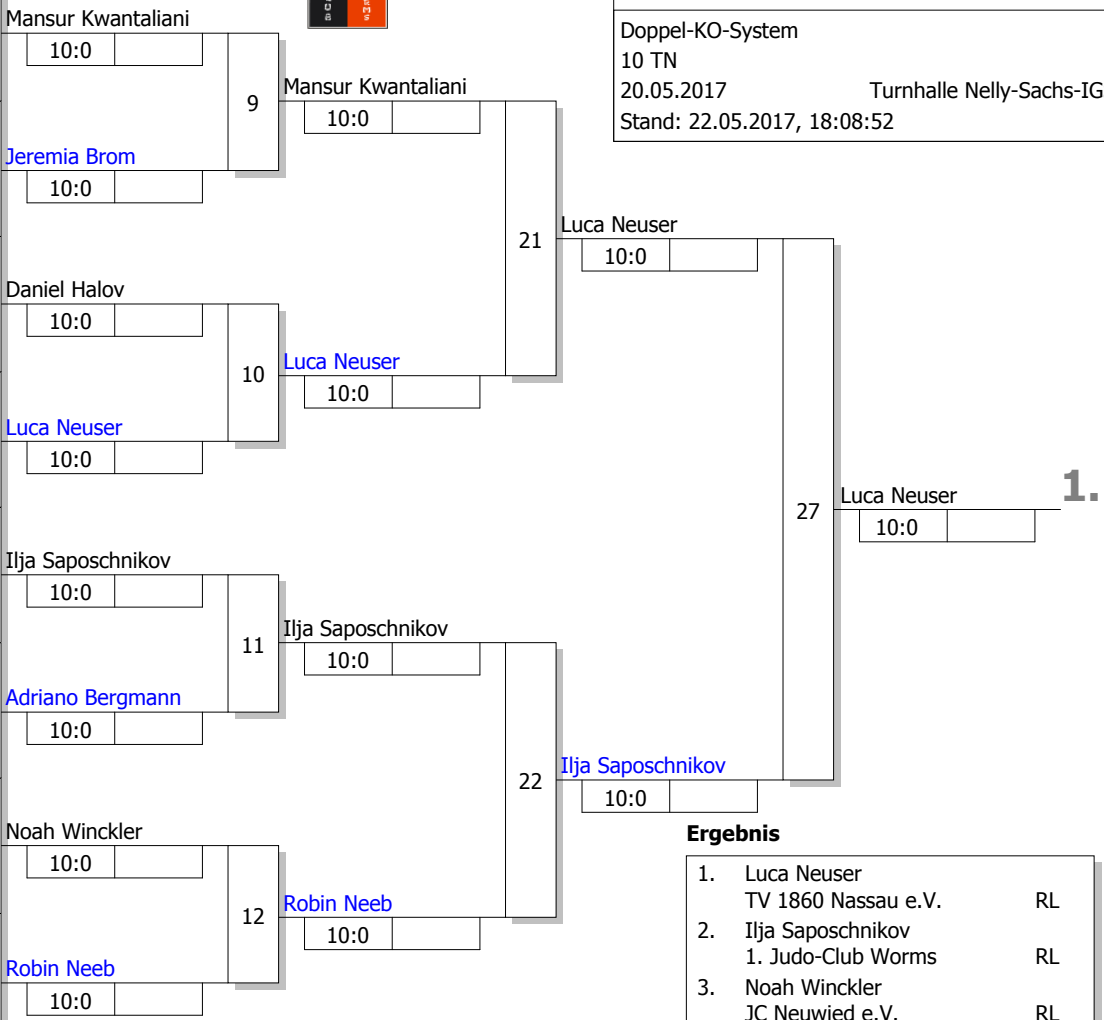 Mansur Kwantaliani
10:0
9
Jeremia Brom
10:0
Mansur Kwantaliani
10:0
Doppel-KO-System
10 TN
20.05.2017 Turnhalle Nelly-Sachs-IG
Stand: 22.05.2017, 18:08:52
21
Luca Neuser
10:0
Daniel Halov
10:0
10
Luca Neuser
10:0
Luca Neuser
10:0
27
Luca Neuser
10:0
1.
Ilja Saposchnikov
10:0
11
Adriano Bergmann
10:0
Ilja Saposchnikov
10:0
22
Ilja Saposchnikov
10:0
Noah Winckler
10:0
12
Robin Neeb
10:0
Robin Neeb
10:0
Ergebnis
1. Luca Neuser
TV 1860 Nassau e.V. RL
2. Ilja Saposchnikov
1. Judo-Club Worms RL
3. Noah Winckler
JC Neuwied e.V. RL